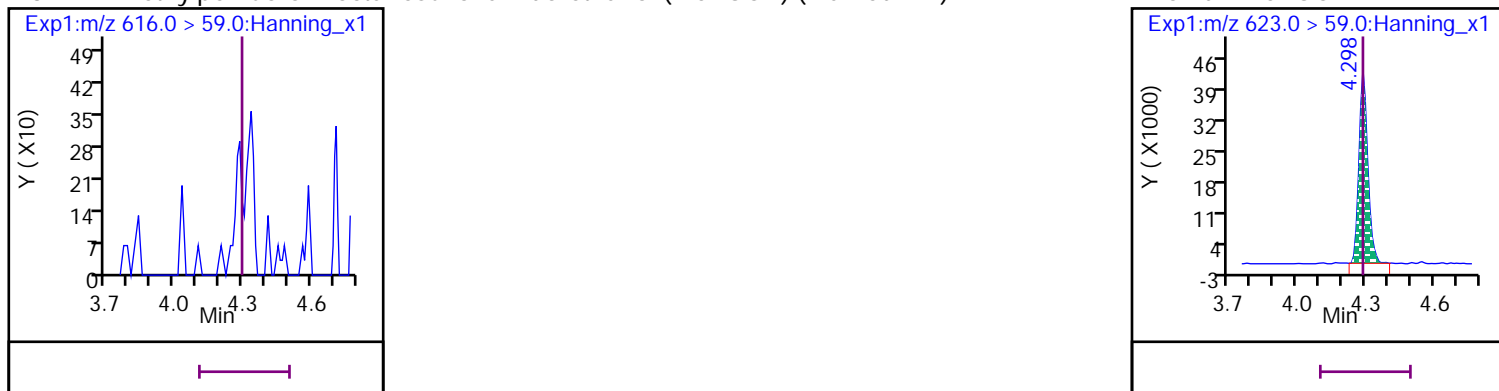 Exp1:m/z 616.0 > 59.0:Hanning_x1
49
42
35
28
21
14
7
0
Y ( X10)
3.7 4.0 4.3 4.6
Min
Exp1:m/z 623.0 > 59.0:Hanning_x1
4.298
46
39
32
25
18
11
4
-3
Y ( X1000)
3.7 4.0 4.3 4.6
Min